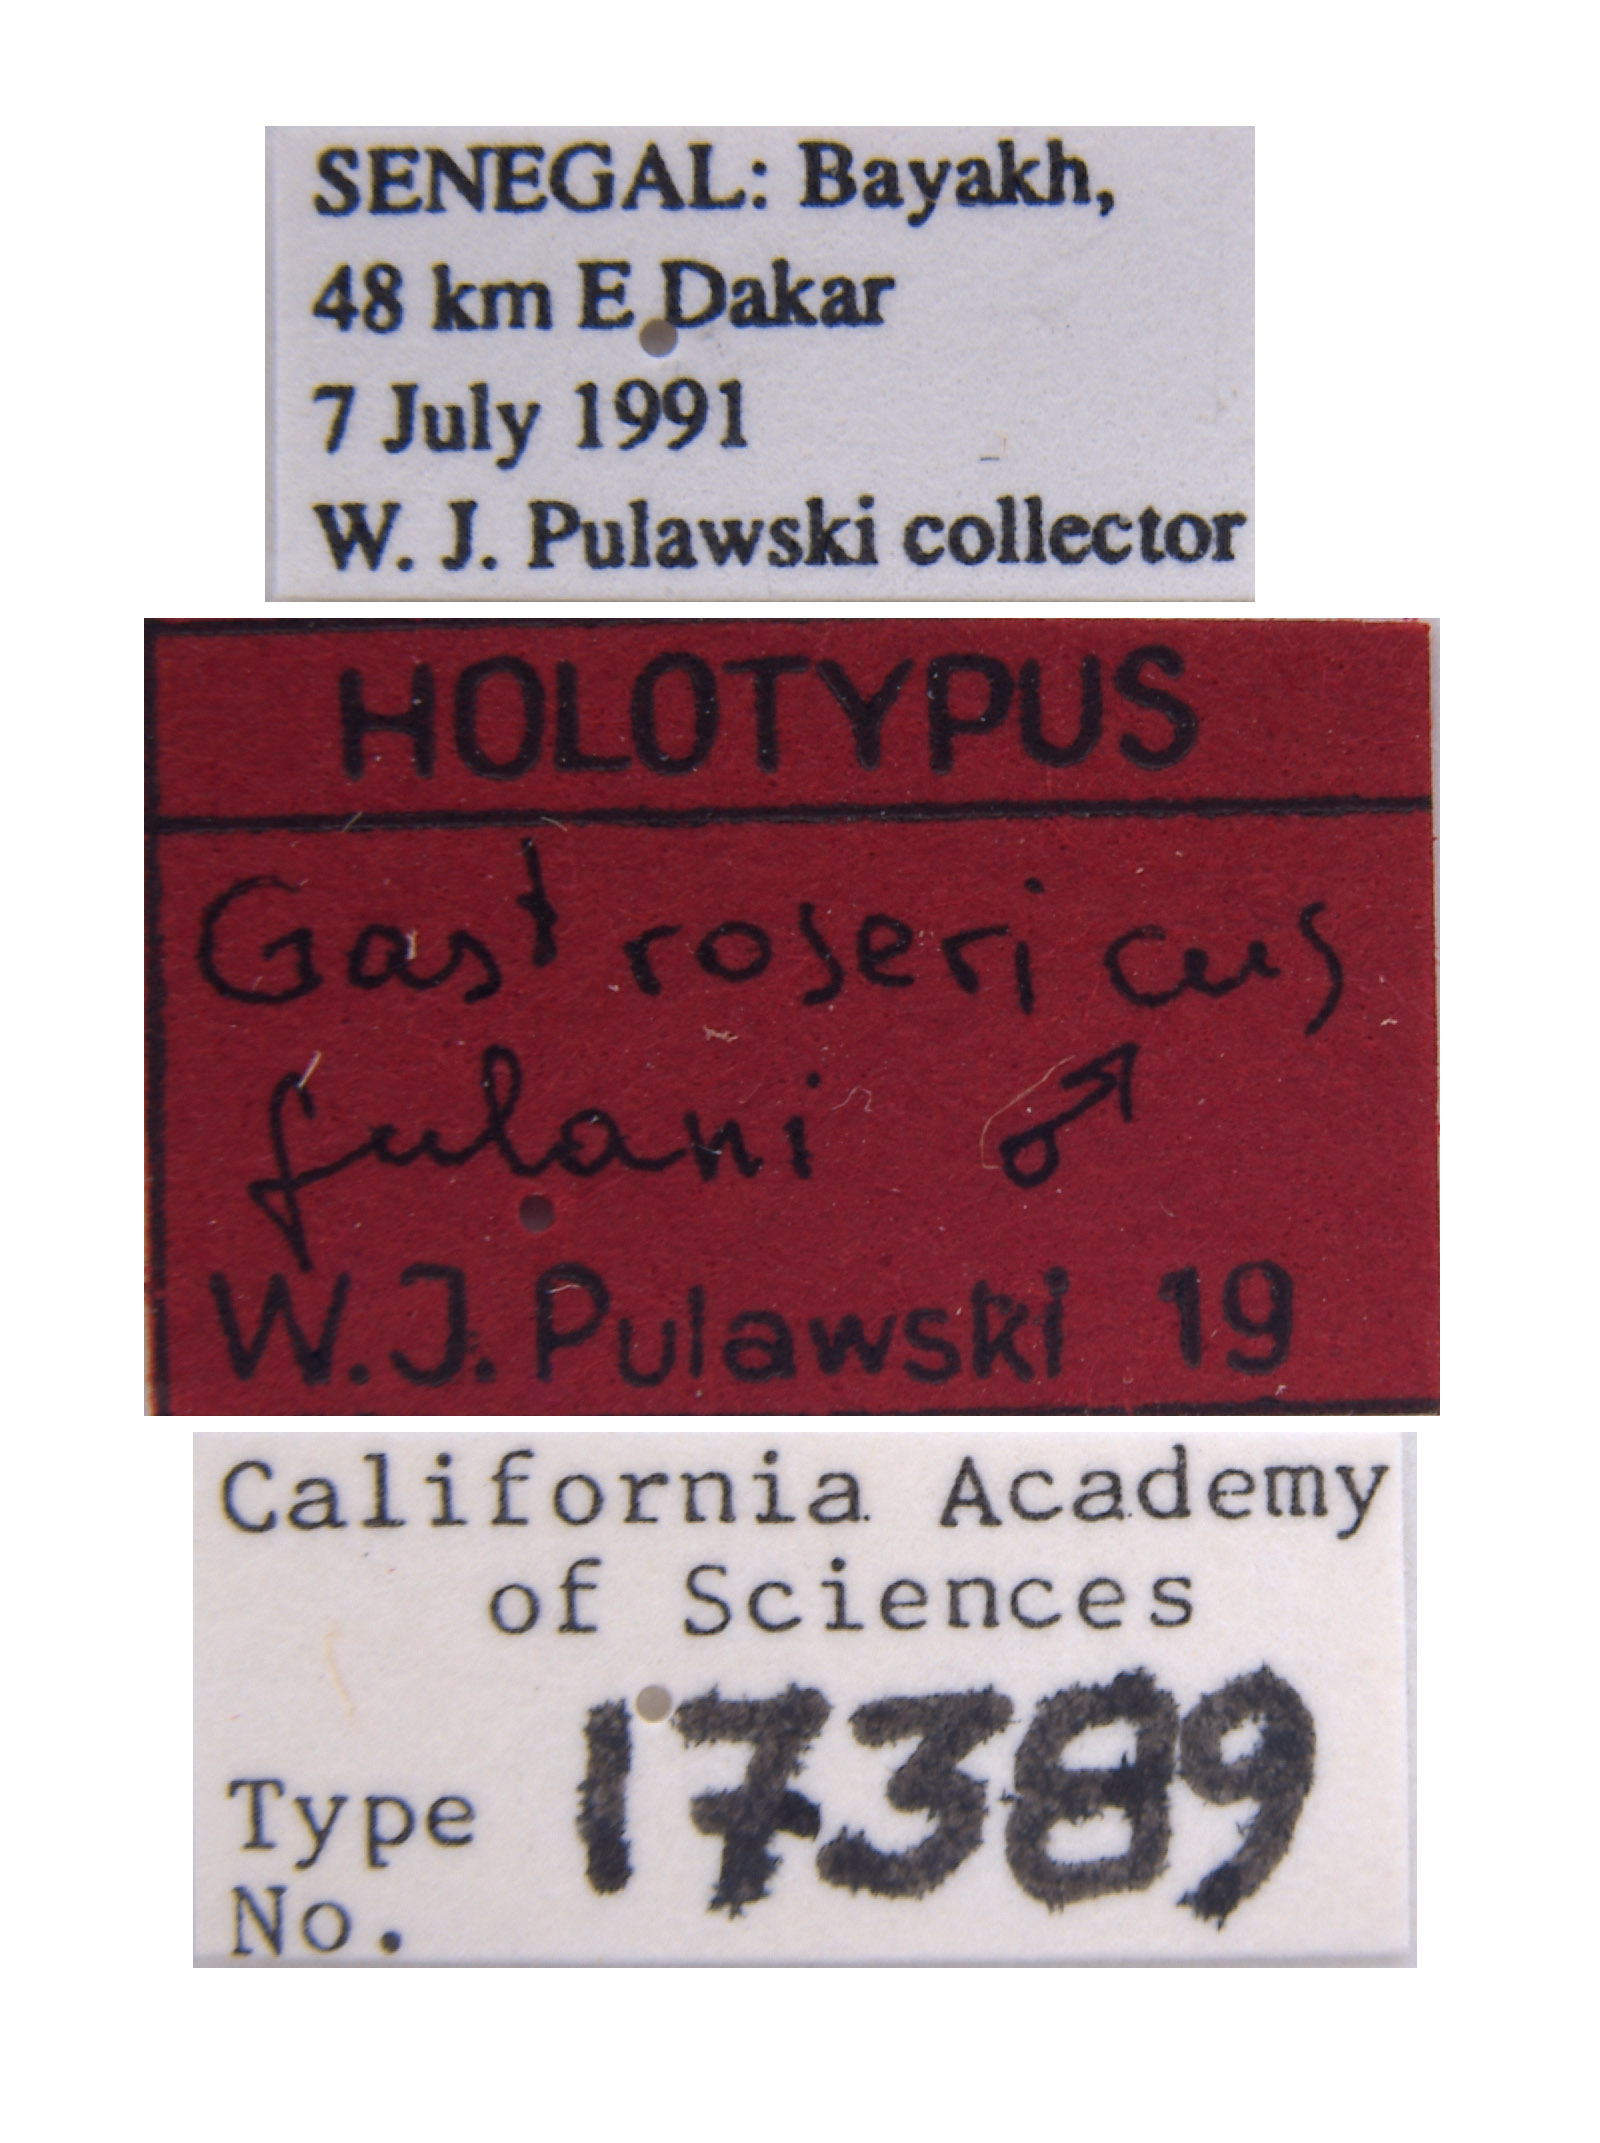 SENEGAL: Bayakh,
48 km E Dakar
7 July 1991
W. J. Pulawski collector
HOLOTYPUS
Gastrosericus
fulani ♂
W.J.Pulawski 19
California Academy
of Sciences
Type
No. 17389